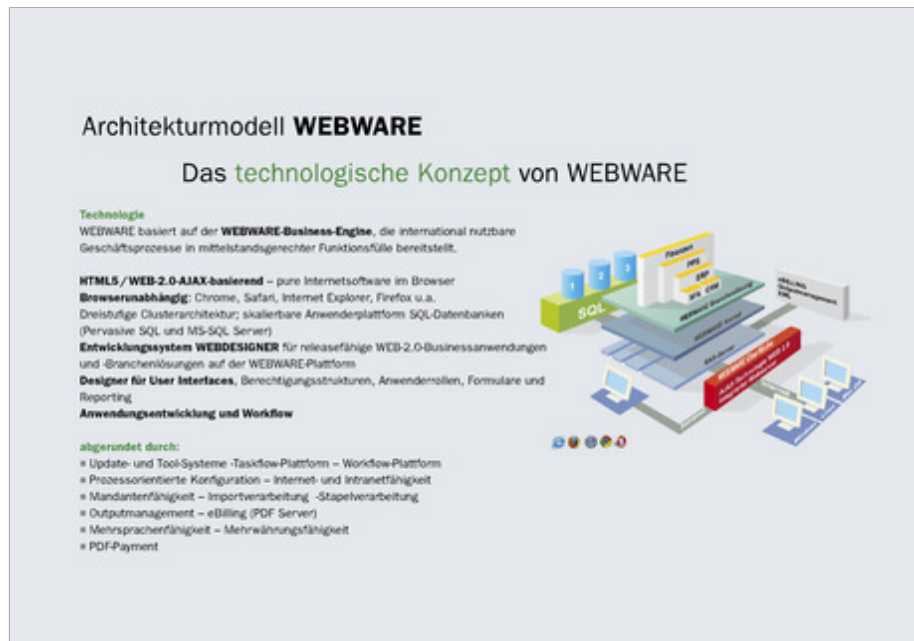 Architekturmodell WEBWARE
Das technologische Konzept von WEBWARE
Technologie
WEBWARE basiert auf der WEBWARE-Business-Engine, die international nutzbare
Geschäftsprozesse in mittelstandsgerechter Funktionsfülle bereitstellt.
HTML5/WEB-2.0-AJAX-basierend – pure Internetsoftware im Browser
Browserunabhängig: Chrome, Safari, Internet Explorer, Firefox u.a.
Dreistufige Clusterarchitektur; skalierbare Anwenderplattform SQL-Datenbanken
(Pervasive SQL und MS-SQL Server)
Entwicklungssystem WEBDESIGNER für releasefähige WEB-2.0-Businessanwendungen
und -Branchenlösungen auf der WEBWARE-Plattform
Designer für User Interfaces, Berechtigungsstrukturen, Anwenderrollen, Formulare und
Reporting
Anwendungsentwicklung und Workflow
abgerundet durch:
Update- und Tool-Systeme -Taskflow-Plattform – Workflow-Plattform
Prozessorientierte Konfiguration – Internet- und Intranetfähigkeit
Mandantenfähigkeit – Importverarbeitung -Stapelverarbeitung
Outputmanagement – eBilling (PDF Server)
Mehrsprachenfähigkeit – Mehrwährungsfähigkeit
PDF-Payment
Finanzen
PPS
ERP
CRM
1
2
3
SQL
WEBWARE Kernel
Outputmanagement
XML